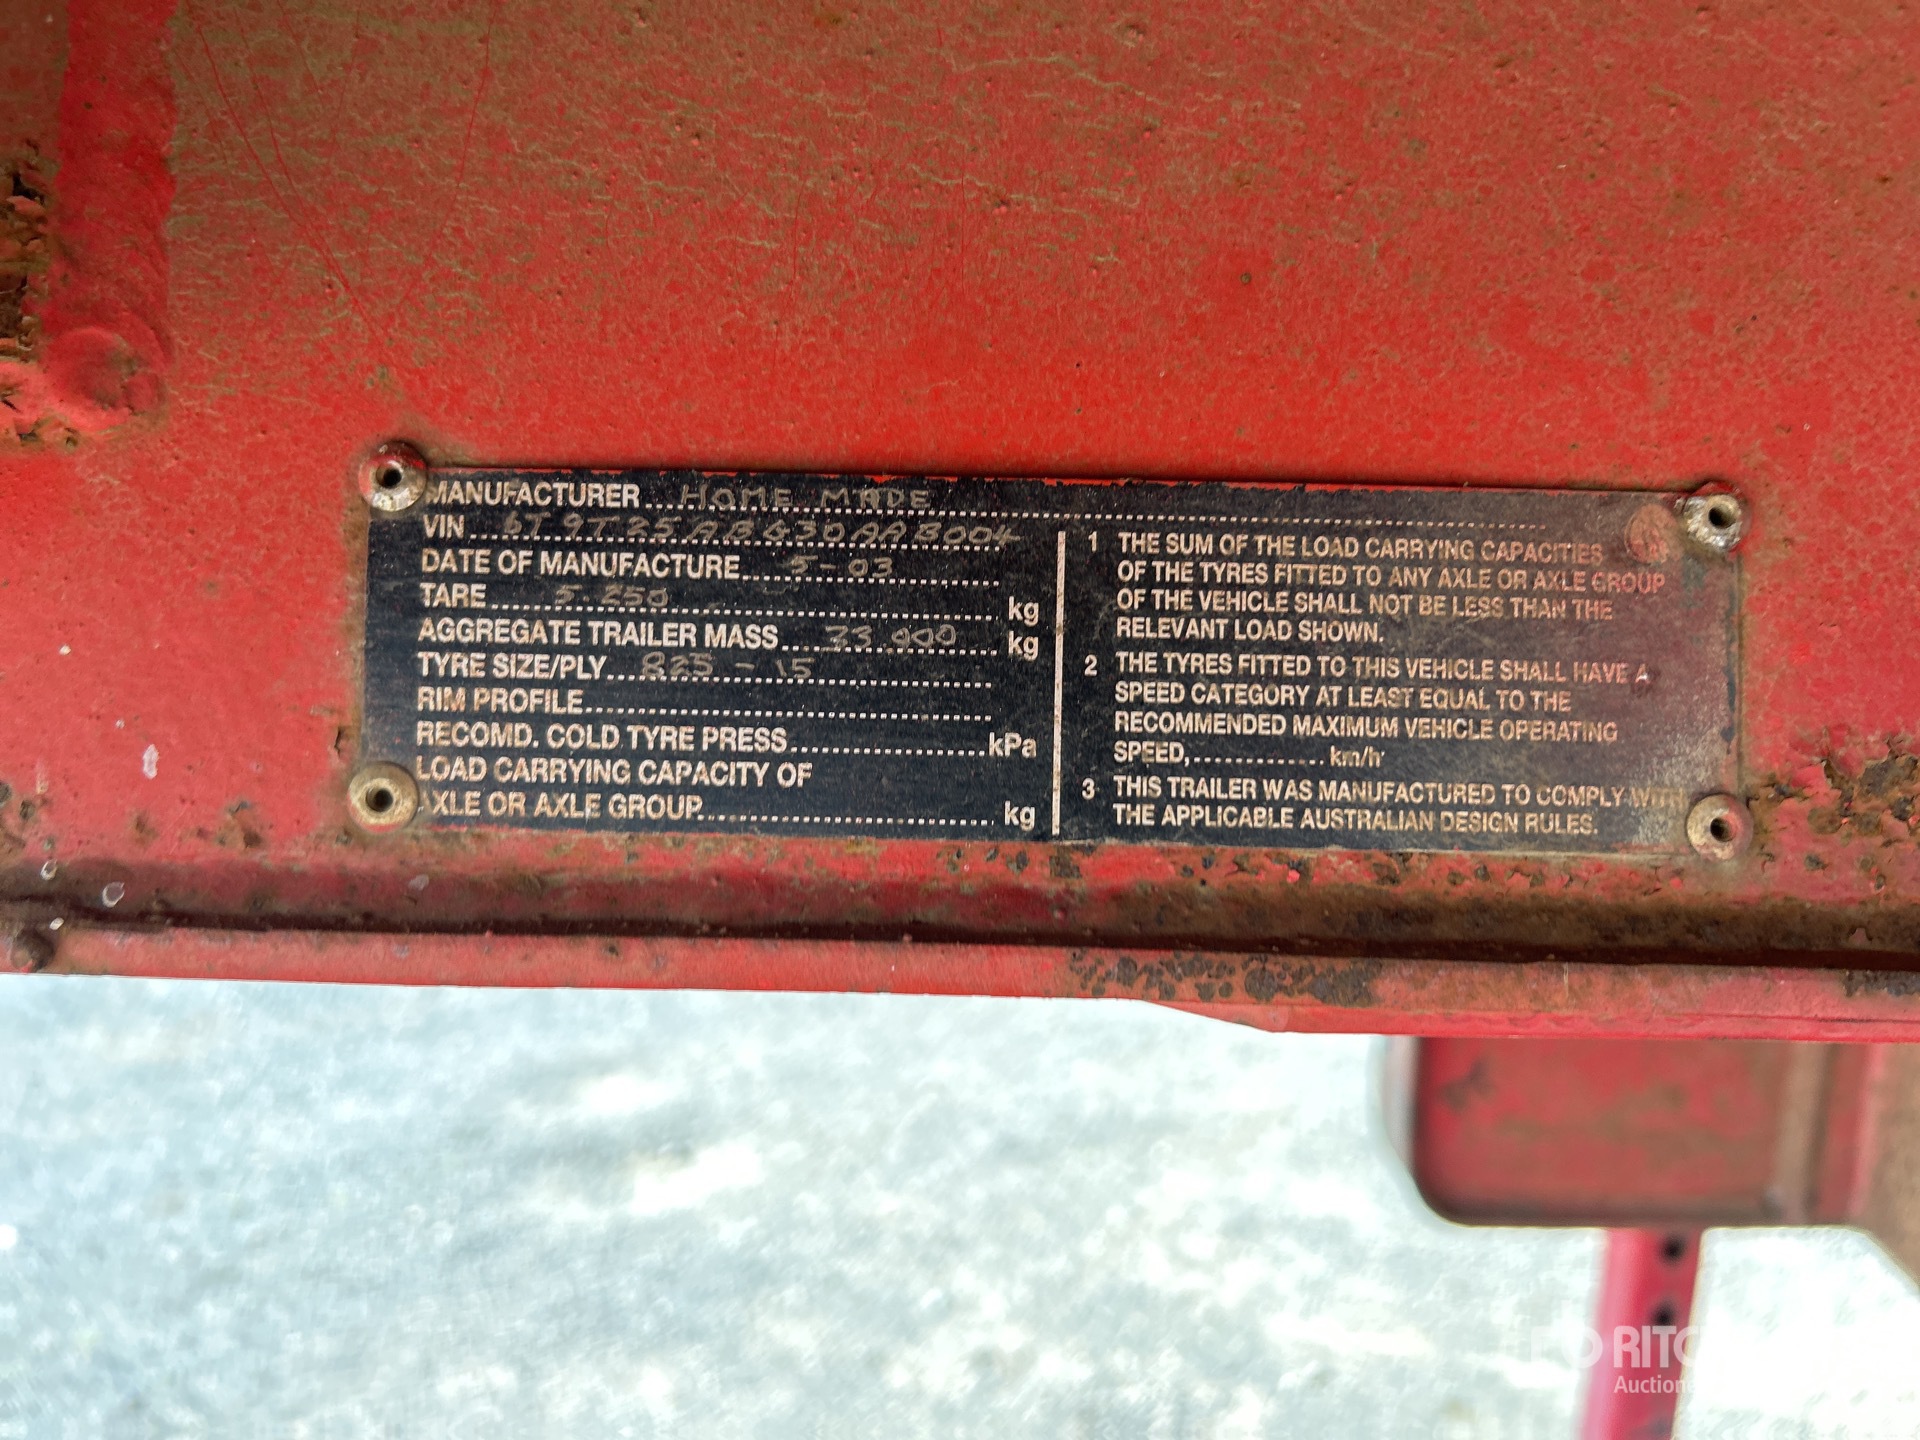 MANUFACTURER HOME MADE
VIN 6T9T25ABG30AAB004
DATE OF MANUFACTURE 5-03
TARE 5.250 kg
AGGREGATE TRAILER MASS 33.000 kg
TYRE SIZE/PLY 825-15
RIM PROFILE
RECOMD. COLD TYRE PRESS kPa
LOAD CARRYING CAPACITY OF
AXLE OR AXLE GROUP kg
1 THE SUM OF THE LOAD CARRYING CAPACITIES
OF THE TYRES FITTED TO ANY AXLE OR AXLE GROUP
OF THE VEHICLE SHALL NOT BE LESS THAN THE
RELEVANT LOAD SHOWN.
2 THE TYRES FITTED TO THIS VEHICLE SHALL HAVE A
SPEED CATEGORY AT LEAST EQUAL TO THE
RECOMMENDED MAXIMUM VEHICLE OPERATING
SPEED,............. km/hr
3 THIS TRAILER WAS MANUFACTURED TO COMPLY WITH
THE APPLICABLE AUSTRALIAN DESIGN RULES.